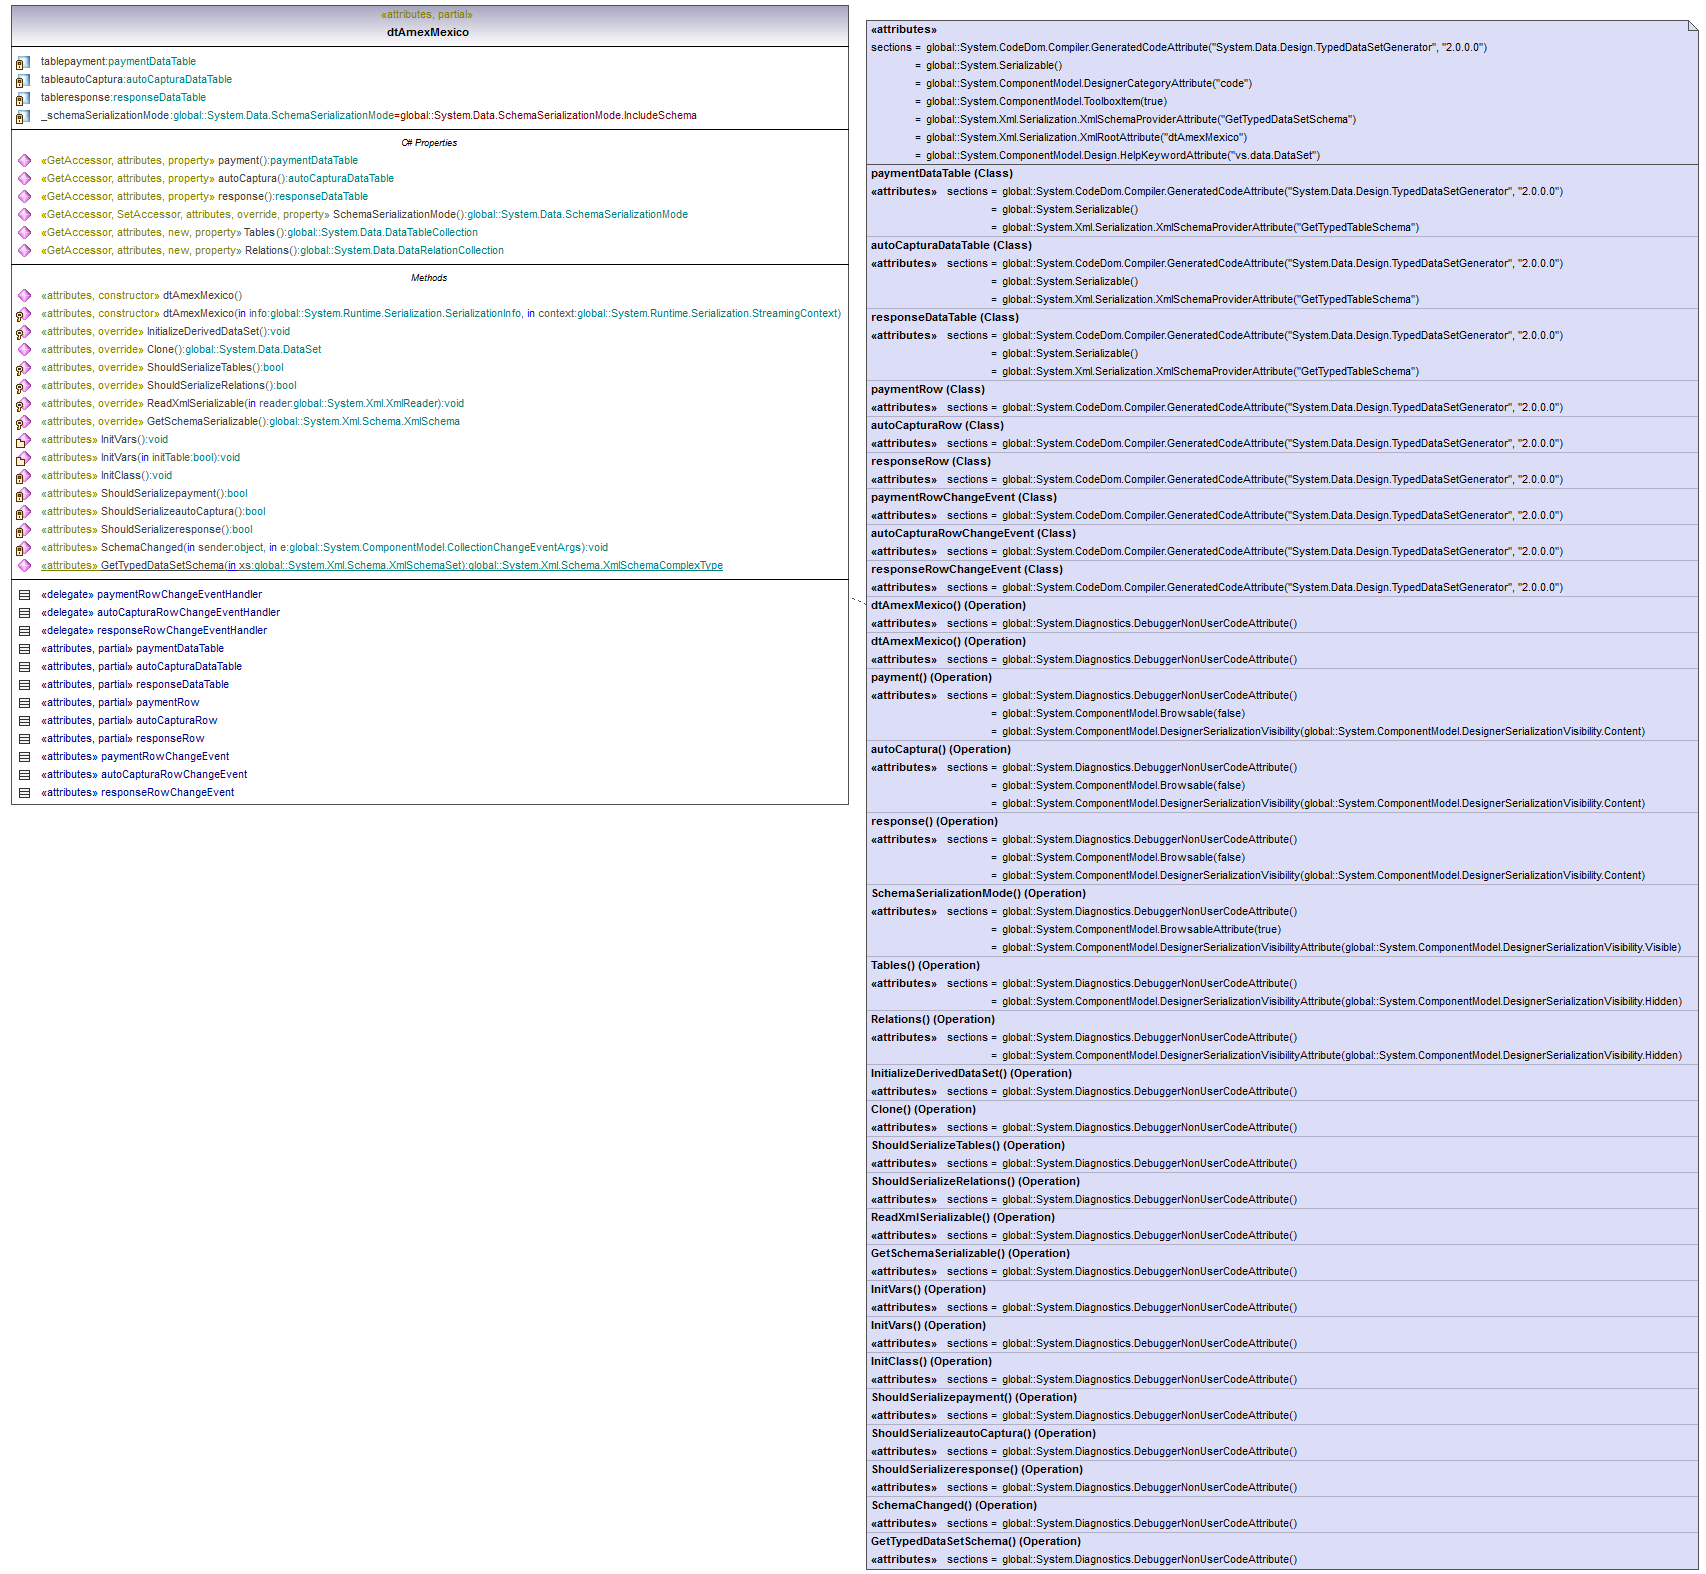 «attributes, partial»
dtAmexMexico
tablepayment:paymentDataTable
tableautoCaptura:autoCapturaDataTable
tableresponse:responseDataTable
_schemaSerializationMode:global::System.Data.SchemaSerializationMode=global::System.Data.SchemaSerializationMode.IncludeSchema
C# Properties
«GetAccessor, attributes, property» payment():paymentDataTable
«GetAccessor, attributes, property» autoCaptura():autoCapturaDataTable
«GetAccessor, attributes, property» response():responseDataTable
«GetAccessor, SetAccessor, attributes, override, property» SchemaSerializationMode():global::System.Data.SchemaSerializationMode
«GetAccessor, attributes, new, property» Tables():global::System.Data.DataTableCollection
«GetAccessor, attributes, new, property» Relations():global::System.Data.DataRelationCollection
Methods
«attributes, constructor» dtAmexMexico()
«attributes, constructor» dtAmexMexico(in info:global::System.Runtime.Serialization.SerializationInfo, in context:global::System.Runtime.Serialization.StreamingContext)
«attributes, override» InitializeDerivedDataSet():void
«attributes, override» Clone():global::System.Data.DataSet
«attributes, override» ShouldSerializeTables():bool
«attributes, override» ShouldSerializeRelations():bool
«attributes, override» ReadXmlSerializable(in reader:global::System.Xml.XmlReader):void
«attributes, override» GetSchemaSerializable():global::System.Xml.Schema.XmlSchema
«attributes» InitVars():void
«attributes» InitVars(in initTable:bool):void
«attributes» InitClass():void
«attributes» ShouldSerializepayment():bool
«attributes» ShouldSerializeautoCaptura():bool
«attributes» ShouldSerializeresponse():bool
«attributes» SchemaChanged(in sender:object, in e:global::System.ComponentModel.CollectionChangeEventArgs):void
«attributes» GetTypedDataSetSchema(in xs:global::System.Xml.Schema.XmlSchemaSet):global::System.Xml.Schema.XmlSchemaComplexType
«delegate» paymentRowChangeEventHandler
«delegate» autoCapturaRowChangeEventHandler
«delegate» responseRowChangeEventHandler
«attributes, partial» paymentDataTable
«attributes, partial» autoCapturaDataTable
«attributes, partial» responseDataTable
«attributes, partial» paymentRow
«attributes, partial» autoCapturaRow
«attributes, partial» responseRow
«attributes» paymentRowChangeEvent
«attributes» autoCapturaRowChangeEvent
«attributes» responseRowChangeEvent
«attributes»
sections = global::System.CodeDom.Compiler.GeneratedCodeAttribute("System.Data.Design.TypedDataSetGenerator", "2.0.0.0")
= global::System.Serializable()
= global::System.ComponentModel.DesignerCategoryAttribute("code")
= global::System.ComponentModel.ToolboxItem(true)
= global::System.Xml.Serialization.XmlSchemaProviderAttribute("GetTypedDataSetSchema")
= global::System.Xml.Serialization.XmlRootAttribute("dtAmexMexico")
= global::System.ComponentModel.Design.HelpKeywordAttribute("vs.data.DataSet")
paymentDataTable (Class)
«attributes» sections = global::System.CodeDom.Compiler.GeneratedCodeAttribute("System.Data.Design.TypedDataSetGenerator", "2.0.0.0")
= global::System.Serializable()
= global::System.Xml.Serialization.XmlSchemaProviderAttribute("GetTypedTableSchema")
autoCapturaDataTable (Class)
«attributes» sections = global::System.CodeDom.Compiler.GeneratedCodeAttribute("System.Data.Design.TypedDataSetGenerator", "2.0.0.0")
= global::System.Serializable()
= global::System.Xml.Serialization.XmlSchemaProviderAttribute("GetTypedTableSchema")
responseDataTable (Class)
«attributes» sections = global::System.CodeDom.Compiler.GeneratedCodeAttribute("System.Data.Design.TypedDataSetGenerator", "2.0.0.0")
= global::System.Serializable()
= global::System.Xml.Serialization.XmlSchemaProviderAttribute("GetTypedTableSchema")
paymentRow (Class)
«attributes» sections = global::System.CodeDom.Compiler.GeneratedCodeAttribute("System.Data.Design.TypedDataSetGenerator", "2.0.0.0")
autoCapturaRow (Class)
«attributes» sections = global::System.CodeDom.Compiler.GeneratedCodeAttribute("System.Data.Design.TypedDataSetGenerator", "2.0.0.0")
responseRow (Class)
«attributes» sections = global::System.CodeDom.Compiler.GeneratedCodeAttribute("System.Data.Design.TypedDataSetGenerator", "2.0.0.0")
paymentRowChangeEvent (Class)
«attributes» sections = global::System.CodeDom.Compiler.GeneratedCodeAttribute("System.Data.Design.TypedDataSetGenerator", "2.0.0.0")
autoCapturaRowChangeEvent (Class)
«attributes» sections = global::System.CodeDom.Compiler.GeneratedCodeAttribute("System.Data.Design.TypedDataSetGenerator", "2.0.0.0")
responseRowChangeEvent (Class)
«attributes» sections = global::System.CodeDom.Compiler.GeneratedCodeAttribute("System.Data.Design.TypedDataSetGenerator", "2.0.0.0")
dtAmexMexico() (Operation)
«attributes» sections = global::System.Diagnostics.DebuggerNonUserCodeAttribute()
dtAmexMexico() (Operation)
«attributes» sections = global::System.Diagnostics.DebuggerNonUserCodeAttribute()
payment() (Operation)
«attributes» sections = global::System.Diagnostics.DebuggerNonUserCodeAttribute()
= global::System.ComponentModel.Browsable(false)
= global::System.ComponentModel.DesignerSerializationVisibility(global::System.ComponentModel.DesignerSerializationVisibility.Content)
autoCaptura() (Operation)
«attributes» sections = global::System.Diagnostics.DebuggerNonUserCodeAttribute()
= global::System.ComponentModel.Browsable(false)
= global::System.ComponentModel.DesignerSerializationVisibility(global::System.ComponentModel.DesignerSerializationVisibility.Content)
response() (Operation)
«attributes» sections = global::System.Diagnostics.DebuggerNonUserCodeAttribute()
= global::System.ComponentModel.Browsable(false)
= global::System.ComponentModel.DesignerSerializationVisibility(global::System.ComponentModel.DesignerSerializationVisibility.Content)
SchemaSerializationMode() (Operation)
«attributes» sections = global::System.Diagnostics.DebuggerNonUserCodeAttribute()
= global::System.ComponentModel.BrowsableAttribute(true)
= global::System.ComponentModel.DesignerSerializationVisibilityAttribute(global::System.ComponentModel.DesignerSerializationVisibility.Visible)
Tables() (Operation)
«attributes» sections = global::System.Diagnostics.DebuggerNonUserCodeAttribute()
= global::System.ComponentModel.DesignerSerializationVisibilityAttribute(global::System.ComponentModel.DesignerSerializationVisibility.Hidden)
Relations() (Operation)
«attributes» sections = global::System.Diagnostics.DebuggerNonUserCodeAttribute()
= global::System.ComponentModel.DesignerSerializationVisibilityAttribute(global::System.ComponentModel.DesignerSerializationVisibility.Hidden)
InitializeDerivedDataSet() (Operation)
«attributes» sections = global::System.Diagnostics.DebuggerNonUserCodeAttribute()
Clone() (Operation)
«attributes» sections = global::System.Diagnostics.DebuggerNonUserCodeAttribute()
ShouldSerializeTables() (Operation)
«attributes» sections = global::System.Diagnostics.DebuggerNonUserCodeAttribute()
ShouldSerializeRelations() (Operation)
«attributes» sections = global::System.Diagnostics.DebuggerNonUserCodeAttribute()
ReadXmlSerializable() (Operation)
«attributes» sections = global::System.Diagnostics.DebuggerNonUserCodeAttribute()
GetSchemaSerializable() (Operation)
«attributes» sections = global::System.Diagnostics.DebuggerNonUserCodeAttribute()
InitVars() (Operation)
«attributes» sections = global::System.Diagnostics.DebuggerNonUserCodeAttribute()
InitVars() (Operation)
«attributes» sections = global::System.Diagnostics.DebuggerNonUserCodeAttribute()
InitClass() (Operation)
«attributes» sections = global::System.Diagnostics.DebuggerNonUserCodeAttribute()
ShouldSerializepayment() (Operation)
«attributes» sections = global::System.Diagnostics.DebuggerNonUserCodeAttribute()
ShouldSerializeautoCaptura() (Operation)
«attributes» sections = global::System.Diagnostics.DebuggerNonUserCodeAttribute()
ShouldSerializeresponse() (Operation)
«attributes» sections = global::System.Diagnostics.DebuggerNonUserCodeAttribute()
SchemaChanged() (Operation)
«attributes» sections = global::System.Diagnostics.DebuggerNonUserCodeAttribute()
GetTypedDataSetSchema() (Operation)
«attributes» sections = global::System.Diagnostics.DebuggerNonUserCodeAttribute()